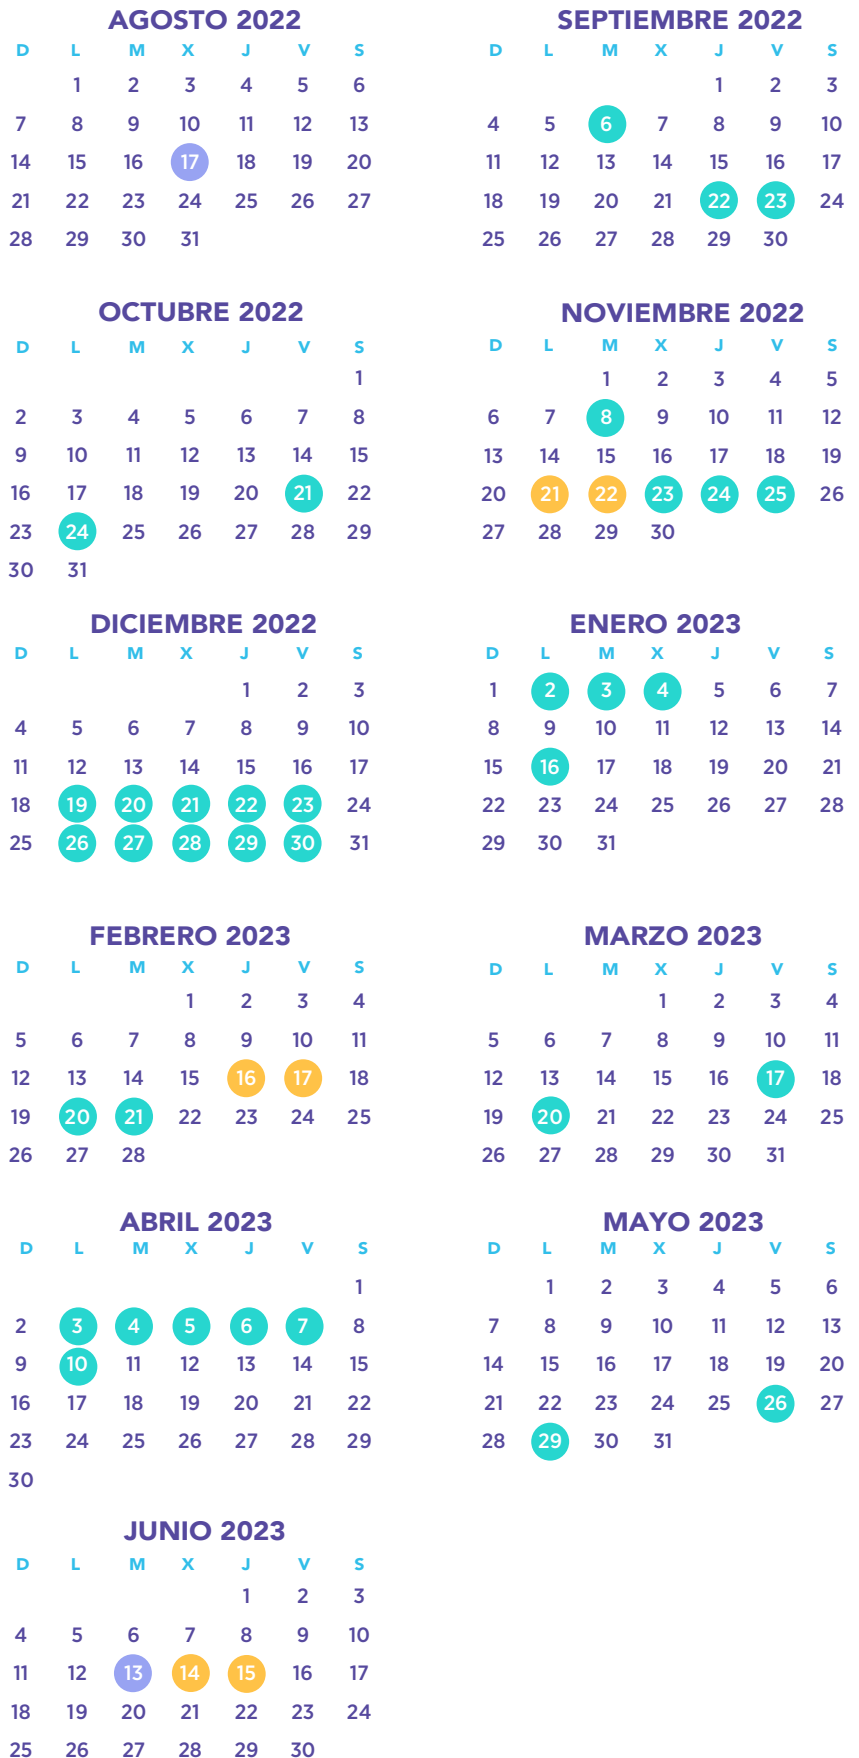 AGOSTO 2022
D L M X J V S
1 2 3 4 5 6
7 8 9 10 11 12 13
14 15 16 17 18 19 20
21 22 23 24 25 26 27
28 29 30 31
SEPTIEMBRE 2022
D L M X J V S
1 2 3
4 5 6 7 8 9 10
11 12 13 14 15 16 17
18 19 20 21 22 23 24
25 26 27 28 29 30
OCTUBRE 2022
D L M X J V S
1
2 3 4 5 6 7 8
9 10 11 12 13 14 15
16 17 18 19 20 21 22
23 24 25 26 27 28 29
30 31
NOVIEMBRE 2022
D L M X J V S
1 2 3 4 5
6 7 8 9 10 11 12
13 14 15 16 17 18 19
20 21 22 23 24 25 26
27 28 29 30
DICIEMBRE 2022
D L M X J V S
1 2 3
4 5 6 7 8 9 10
11 12 13 14 15 16 17
18 19 20 21 22 23 24
25 26 27 28 29 30 31
ENERO 2023
D L M X J V S
1 2 3 4 5 6 7
8 9 10 11 12 13 14
15 16 17 18 19 20 21
22 23 24 25 26 27 28
29 30 31
FEBRERO 2023
D L M X J V S
1 2 3 4
5 6 7 8 9 10 11
12 13 14 15 16 17 18
19 20 21 22 23 24 25
26 27 28
MARZO 2023
D L M X J V S
1 2 3 4
5 6 7 8 9 10 11
12 13 14 15 16 17 18
19 20 21 22 23 24 25
26 27 28 29 30 31
ABRIL 2023
D L M X J V S
1
2 3 4 5 6 7 8
9 10 11 12 13 14 15
16 17 18 19 20 21 22
23 24 25 26 27 28 29
30
MAYO 2023
D L M X J V S
1 2 3 4 5 6
7 8 9 10 11 12 13
14 15 16 17 18 19 20
21 22 23 24 25 26 27
28 29 30 31
JUNIO 2023
D L M X J V S
1 2 3
4 5 6 7 8 9 10
11 12 13 14 15 16 17
18 19 20 21 22 23 24
25 26 27 28 29 30